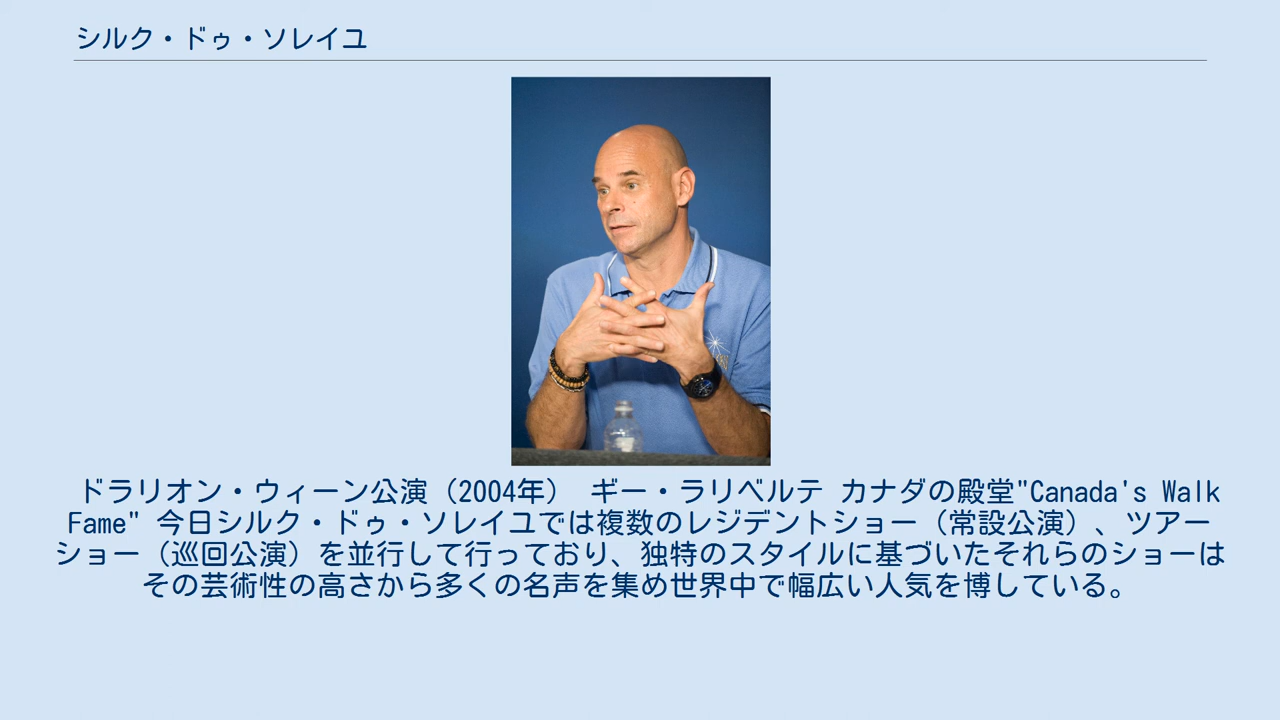 シルク・ドゥ・ソレイユ
ドラリオン・ウィーン公演（2004年） ギー・ラリベルテ カナダの殿堂"Canada's Walk
Fame" 今日シルク・ドゥ・ソレイユでは複数のレジデントショー（常設公演）、ツアー
ショー（巡回公演）を並行して行っており、独特のスタイルに基づいたそれらのショーは
その芸術性の高さから多くの名声を集め世界中で幅広い人気を博している。